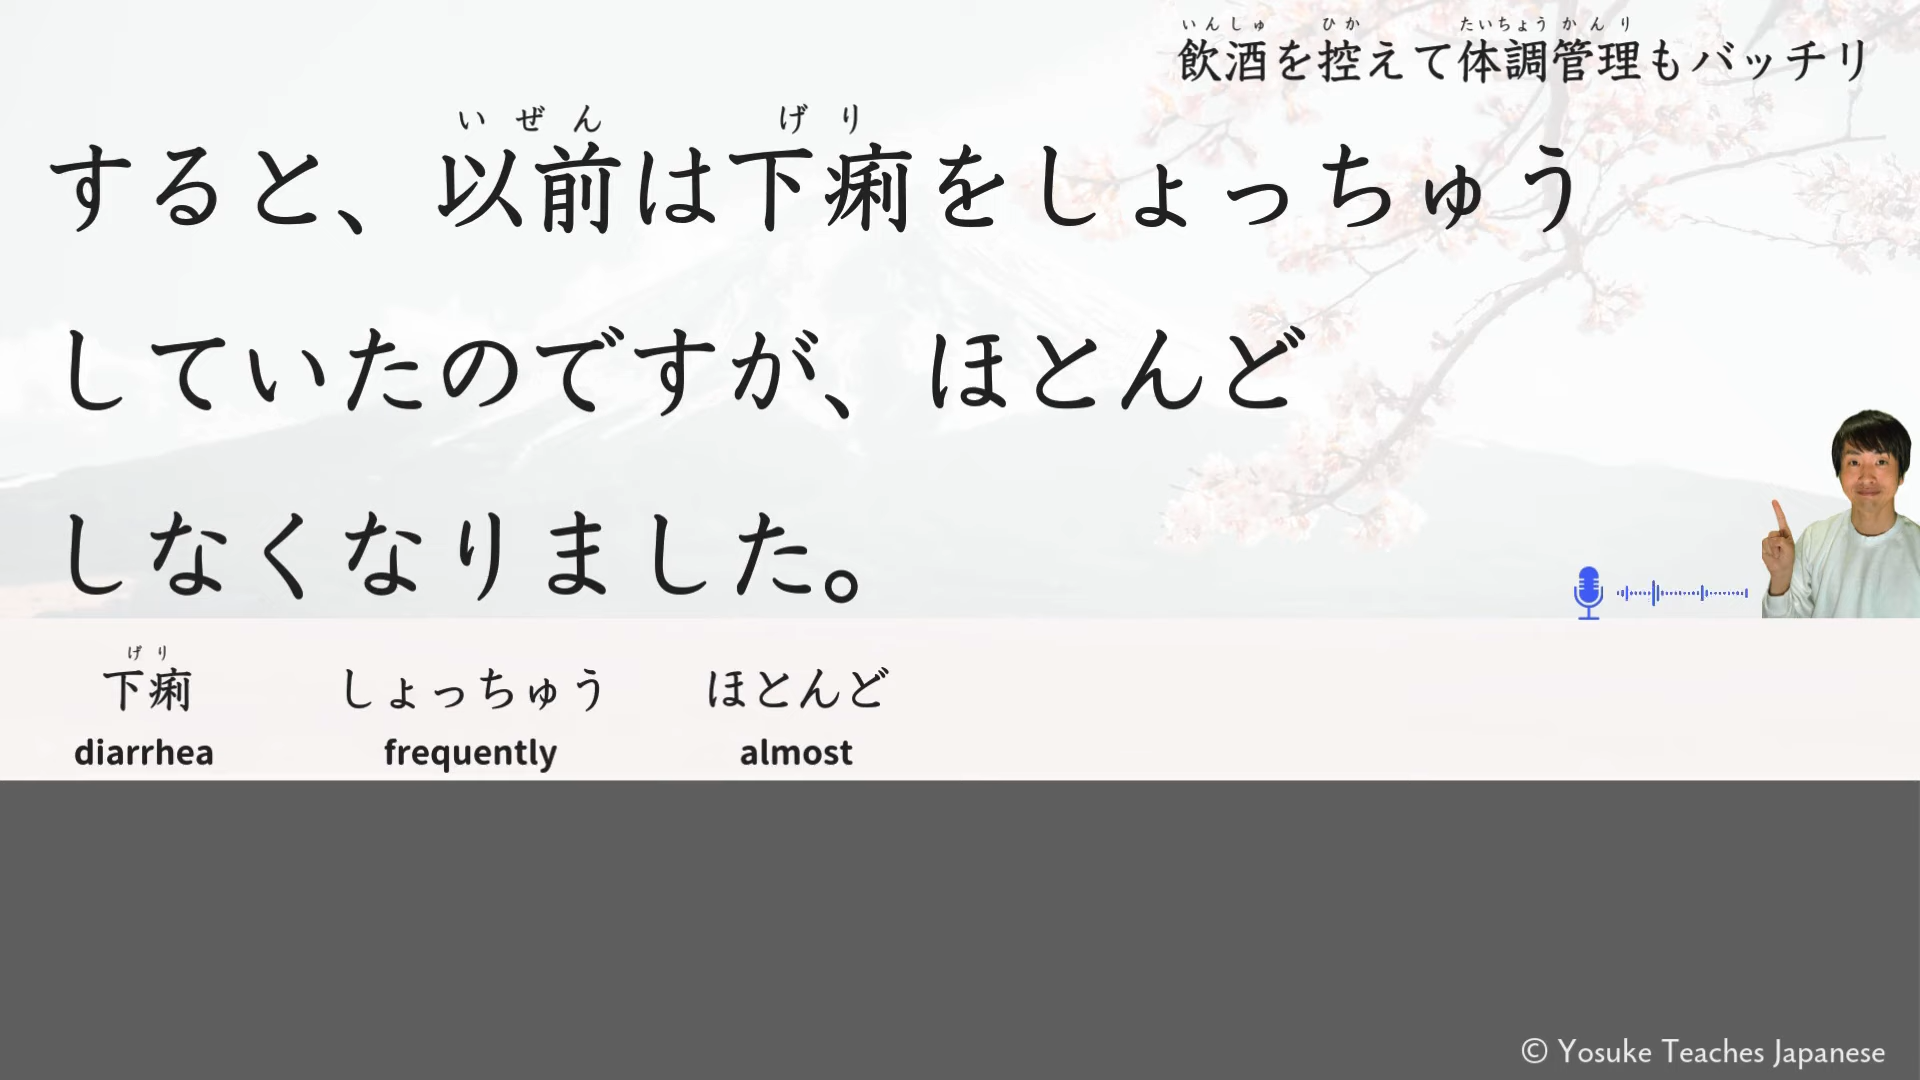 いんしゅ ひか たいちょうかんり
飲酒を控えて体調管理もバッチリ
いぜん げり
すると、以前は下痢をしょっちゅう
していたのですが、ほとんど
しなくなりました。
げり
下痢 しょっちゅう ほとんど
diarrhea frequently almost
© Yosuke Teaches Japanese